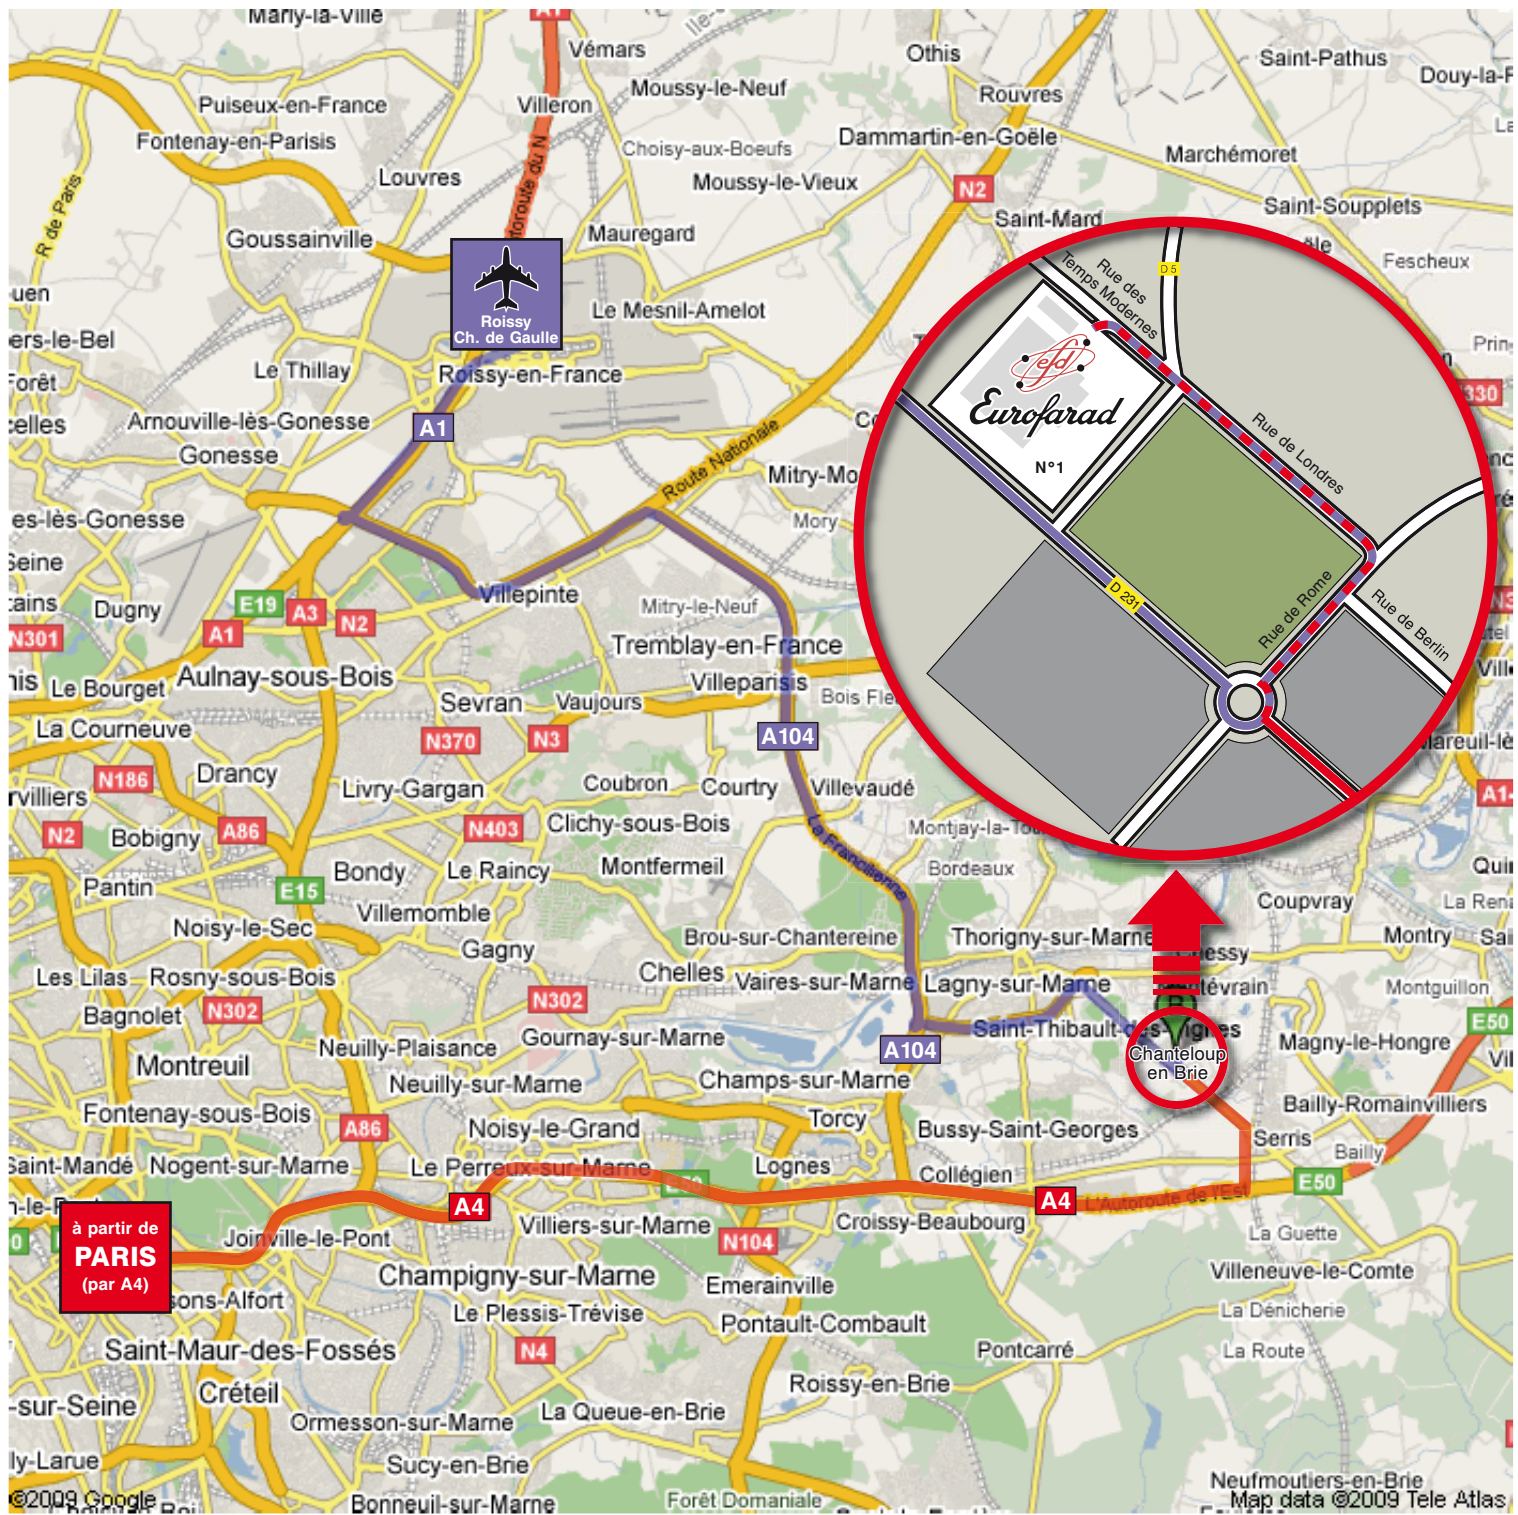 Marly-la-Ville
A1
Vémars
Othis
Saint-Pathus
Moussy-le-Neuf
Rouvres
Puiseux-en-France
Villeron
Fontenay-en-Parisis
Choisy-aux-Boeufs
Dammartin-en-Goële
Marchémoret
Louvres
Moussy-le-Vieux
N2
R de Paris
Saint-Mard
Saint-Soupplets
Goussainville
Mauregard
Fescheux
Roissy
Ch. de Gaulle
Le Mesnil-Amelot
Le Thillay
Roissy-en-France
Arnouville-lès-Gonesse
A1
Gonesse
Route Nationale
Mitry-Mo
es-lès-Gonesse
Mory
Villepinte
Dugny
E19
A3
N2
N301
A1
Mitry-le-Neuf
Tremblay-en-France
Le Bourget
Aulnay-sous-Bois
Villeparisis
Sevran
Vaujours
Bois Fle
La Courneuve
N370
N3
A104
N186
Drancy
Livry-Gargan
Coubron
Courtry
Villevaudé
rvilliers
N2
Bobigny
A86
N403
Clichy-sous-Bois
La Francilienne
Montjay-la-Tou
Pantin
E15
Bondy
Le Raincy
Montfermeil
Bordeaux
Villemomble
Coupvray
Noisy-le-Sec
Gagny
Brou-sur-Chantereine
Thorigny-sur-Marne
Montry
Les Lilas
Rosny-sous-Bois
Chelles
Vaires-sur-Marne
Lagny-sur-Marne
Montguillon
Bagnolet
N302
N302
Gournay-sur-Marne
Saint-Thibault-des-Vignes
E50
Neuilly-Plaisance
A104
Magny-le-Hongre
Montreuil
Neuilly-sur-Marne
Champs-sur-Marne
Chanteloup
en Brie
Fontenay-sous-Bois
A86
Noisy-le-Grand
Torcy
Bussy-Saint-Georges
Bailly-Romainvilliers
Serris
Bailly
Saint-Mandé
Nogent-sur-Marne
Le Perreux-sur-Marne
Lognes
Collégien
E50
A4
A4
L'Autoroute de l'Est
E50
à partir de
PARIS
(par A4)
Joinville-le-Pont
Villiers-sur-Marne
N104
Croissy-Beaubourg
La Guette
Champigny-sur-Marne
Emerainville
Villeneuve-le-Comte
sons-Alfort
Le Plessis-Trévise
Pontault-Combault
La Dénicherie
Saint-Maur-des-Fossés
N4
Pontcarré
La Route
Créteil
Roissy-en-Brie
-sur-Seine
Ormesson-sur-Marne
La Queue-en-Brie
ly-Larue
Sucy-en-Brie
Neufmoutiers-en-Brie
©2009 Google
Bonneuil-sur-Marne
Forêt Domaniale
Map data ©2009 Tele Atlas
Rue des
Temps Modernes
D 5
efd
Eurofarad
N°1
Rue de Londres
D 231
Rue de Rome
Rue de Berlin